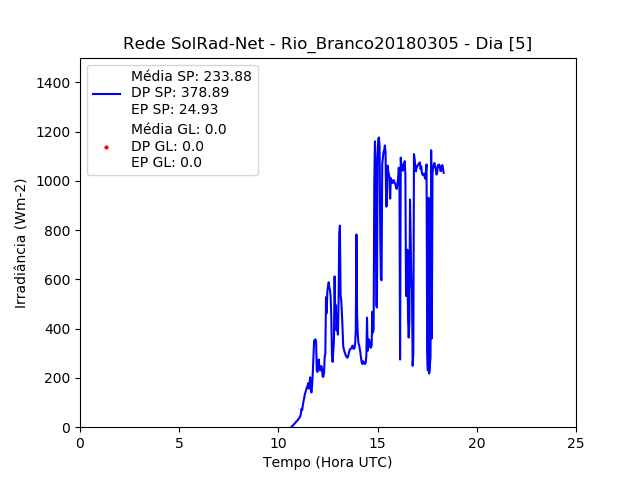 Rede SolRad-Net - Rio_Branco20180305 - Dia [5]
Média SP: 233.88
DP SP: 378.89
EP SP: 24.93
Média GL: 0.0
DP GL: 0.0
EP GL: 0.0
Irradiância (Wm-2)
1400
1200
1000
800
600
400
200
0
0 5 10 15 20 25
Tempo (Hora UTC)